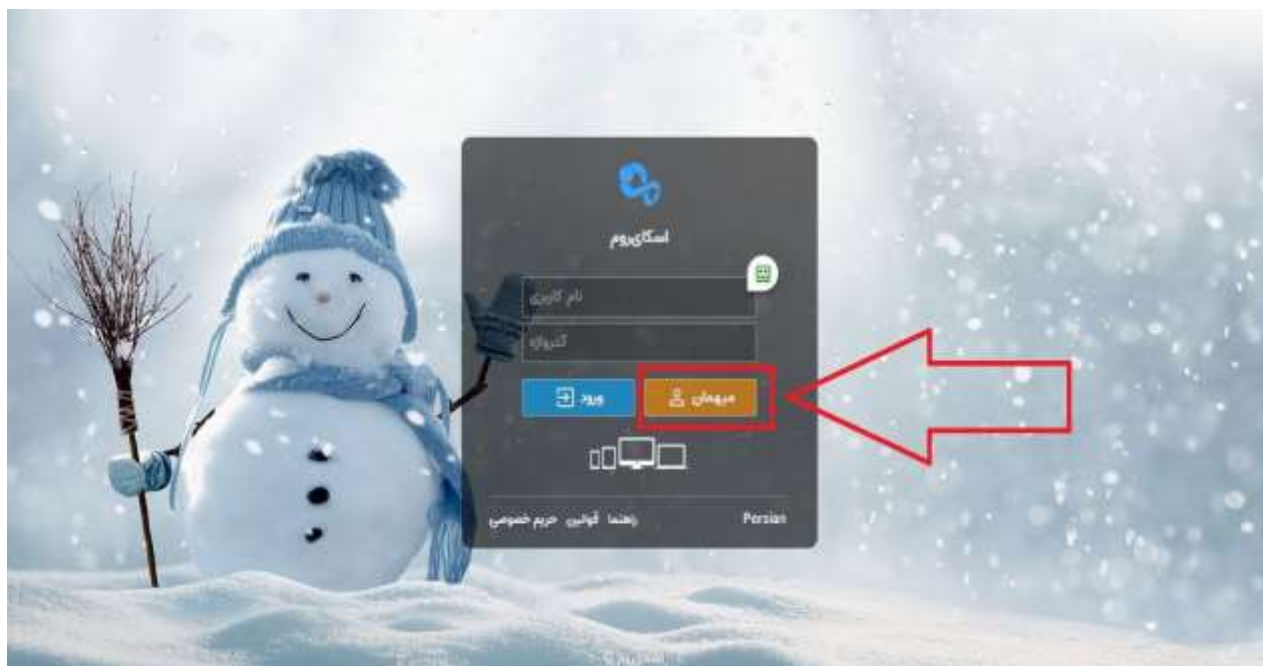 اسکای‌روم
نام کاربری
گذرواژه
میهمان ورود
Persian راهنما قوانین حریم خصوصی